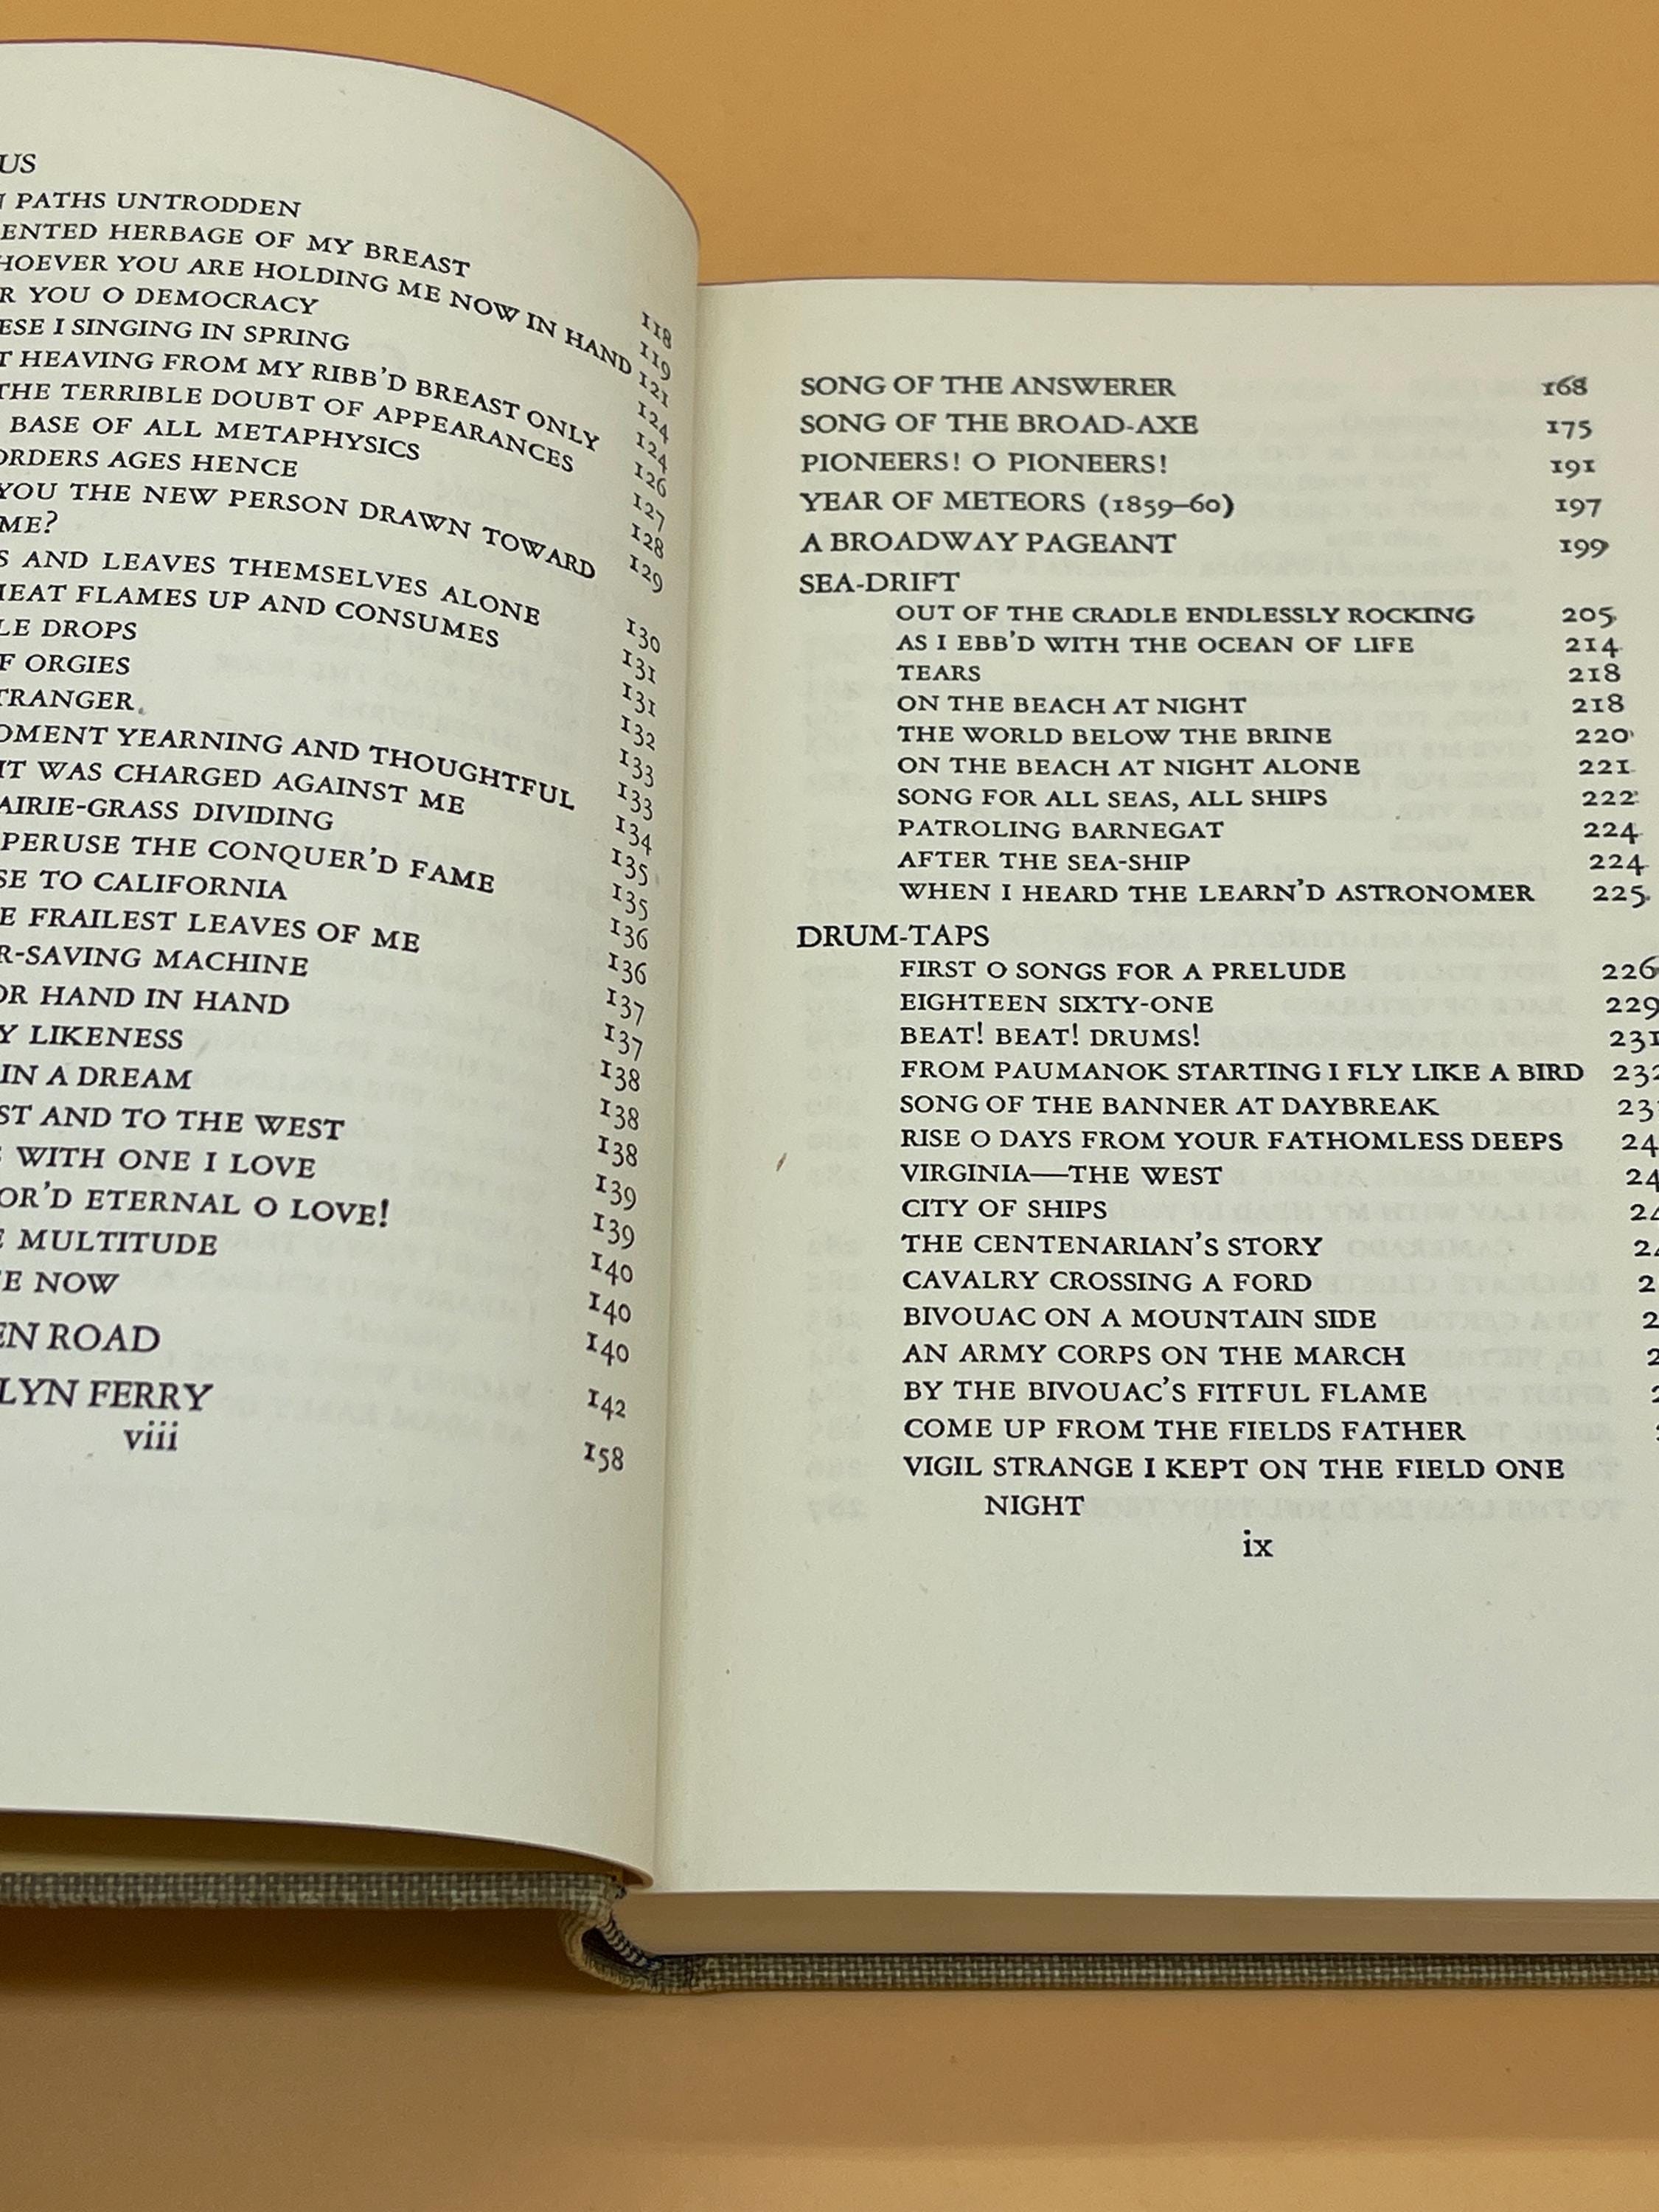 US
PATHS UNTRODDEN
ENTED HERBAGE OF MY BREAST 118
HOEVER YOU ARE HOLDING ME NOW IN HAND 119
R YOU O DEMOCRACY 121
ESE I SINGING IN SPRING 124
T HEAVING FROM MY RIBB'D BREAST ONLY 124
THE TERRIBLE DOUBT OF APPEARANCES 126
BASE OF ALL METAPHYSICS 127
ORDERS AGES HENCE 128
YOU THE NEW PERSON DRAWN TOWARD 129
ME?
S AND LEAVES THEMSELVES ALONE 130
HEAT FLAMES UP AND CONSUMES 131
LE DROPS 131
F ORGIES 132
TRANGER 133
OMENT YEARNING AND THOUGHTFUL 133
IT WAS CHARGED AGAINST ME 134
AIRIE-GRASS DIVIDING 135
PERUSE THE CONQUER'D FAME 135
SE TO CALIFORNIA 136
E FRAILEST LEAVES OF ME 136
R-SAVING MACHINE 137
OR HAND IN HAND 137
Y LIKENESS 138
IN A DREAM 138
ST AND TO THE WEST 138
WITH ONE I LOVE 139
OR'D ETERNAL O LOVE! 139
E MULTITUDE 140
E NOW 140
EN ROAD 140
LYN FERRY 142
viii 158
SONG OF THE ANSWERER 168
SONG OF THE BROAD-AXE 175
PIONEERS! O PIONEERS! 191
YEAR OF METEORS (1859–60) 197
A BROADWAY PAGEANT 199
SEA-DRIFT
OUT OF THE CRADLE ENDLESSLY ROCKING 205
AS I EBB'D WITH THE OCEAN OF LIFE 214
TEARS 218
ON THE BEACH AT NIGHT 218
THE WORLD BELOW THE BRINE 220
ON THE BEACH AT NIGHT ALONE 221
SONG FOR ALL SEAS, ALL SHIPS 222
PATROLING BARNEGAT 224
AFTER THE SEA-SHIP 224
WHEN I HEARD THE LEARN'D ASTRONOMER 225
DRUM-TAPS
FIRST O SONGS FOR A PRELUDE 226
EIGHTEEN SIXTY-ONE 229
BEAT! BEAT! DRUMS! 231
FROM PAUMANOK STARTING I FLY LIKE A BIRD 232
SONG OF THE BANNER AT DAYBREAK 23
RISE O DAYS FROM YOUR FATHOMLESS DEEPS 24
VIRGINIA—THE WEST 24
CITY OF SHIPS 24
THE CENTENARIAN'S STORY 2
CAVALRY CROSSING A FORD 2
BIVOUAC ON A MOUNTAIN SIDE 2
AN ARMY CORPS ON THE MARCH 2
BY THE BIVOUAC'S FITFUL FLAME
COME UP FROM THE FIELDS FATHER
VIGIL STRANGE I KEPT ON THE FIELD ONE
NIGHT
ix